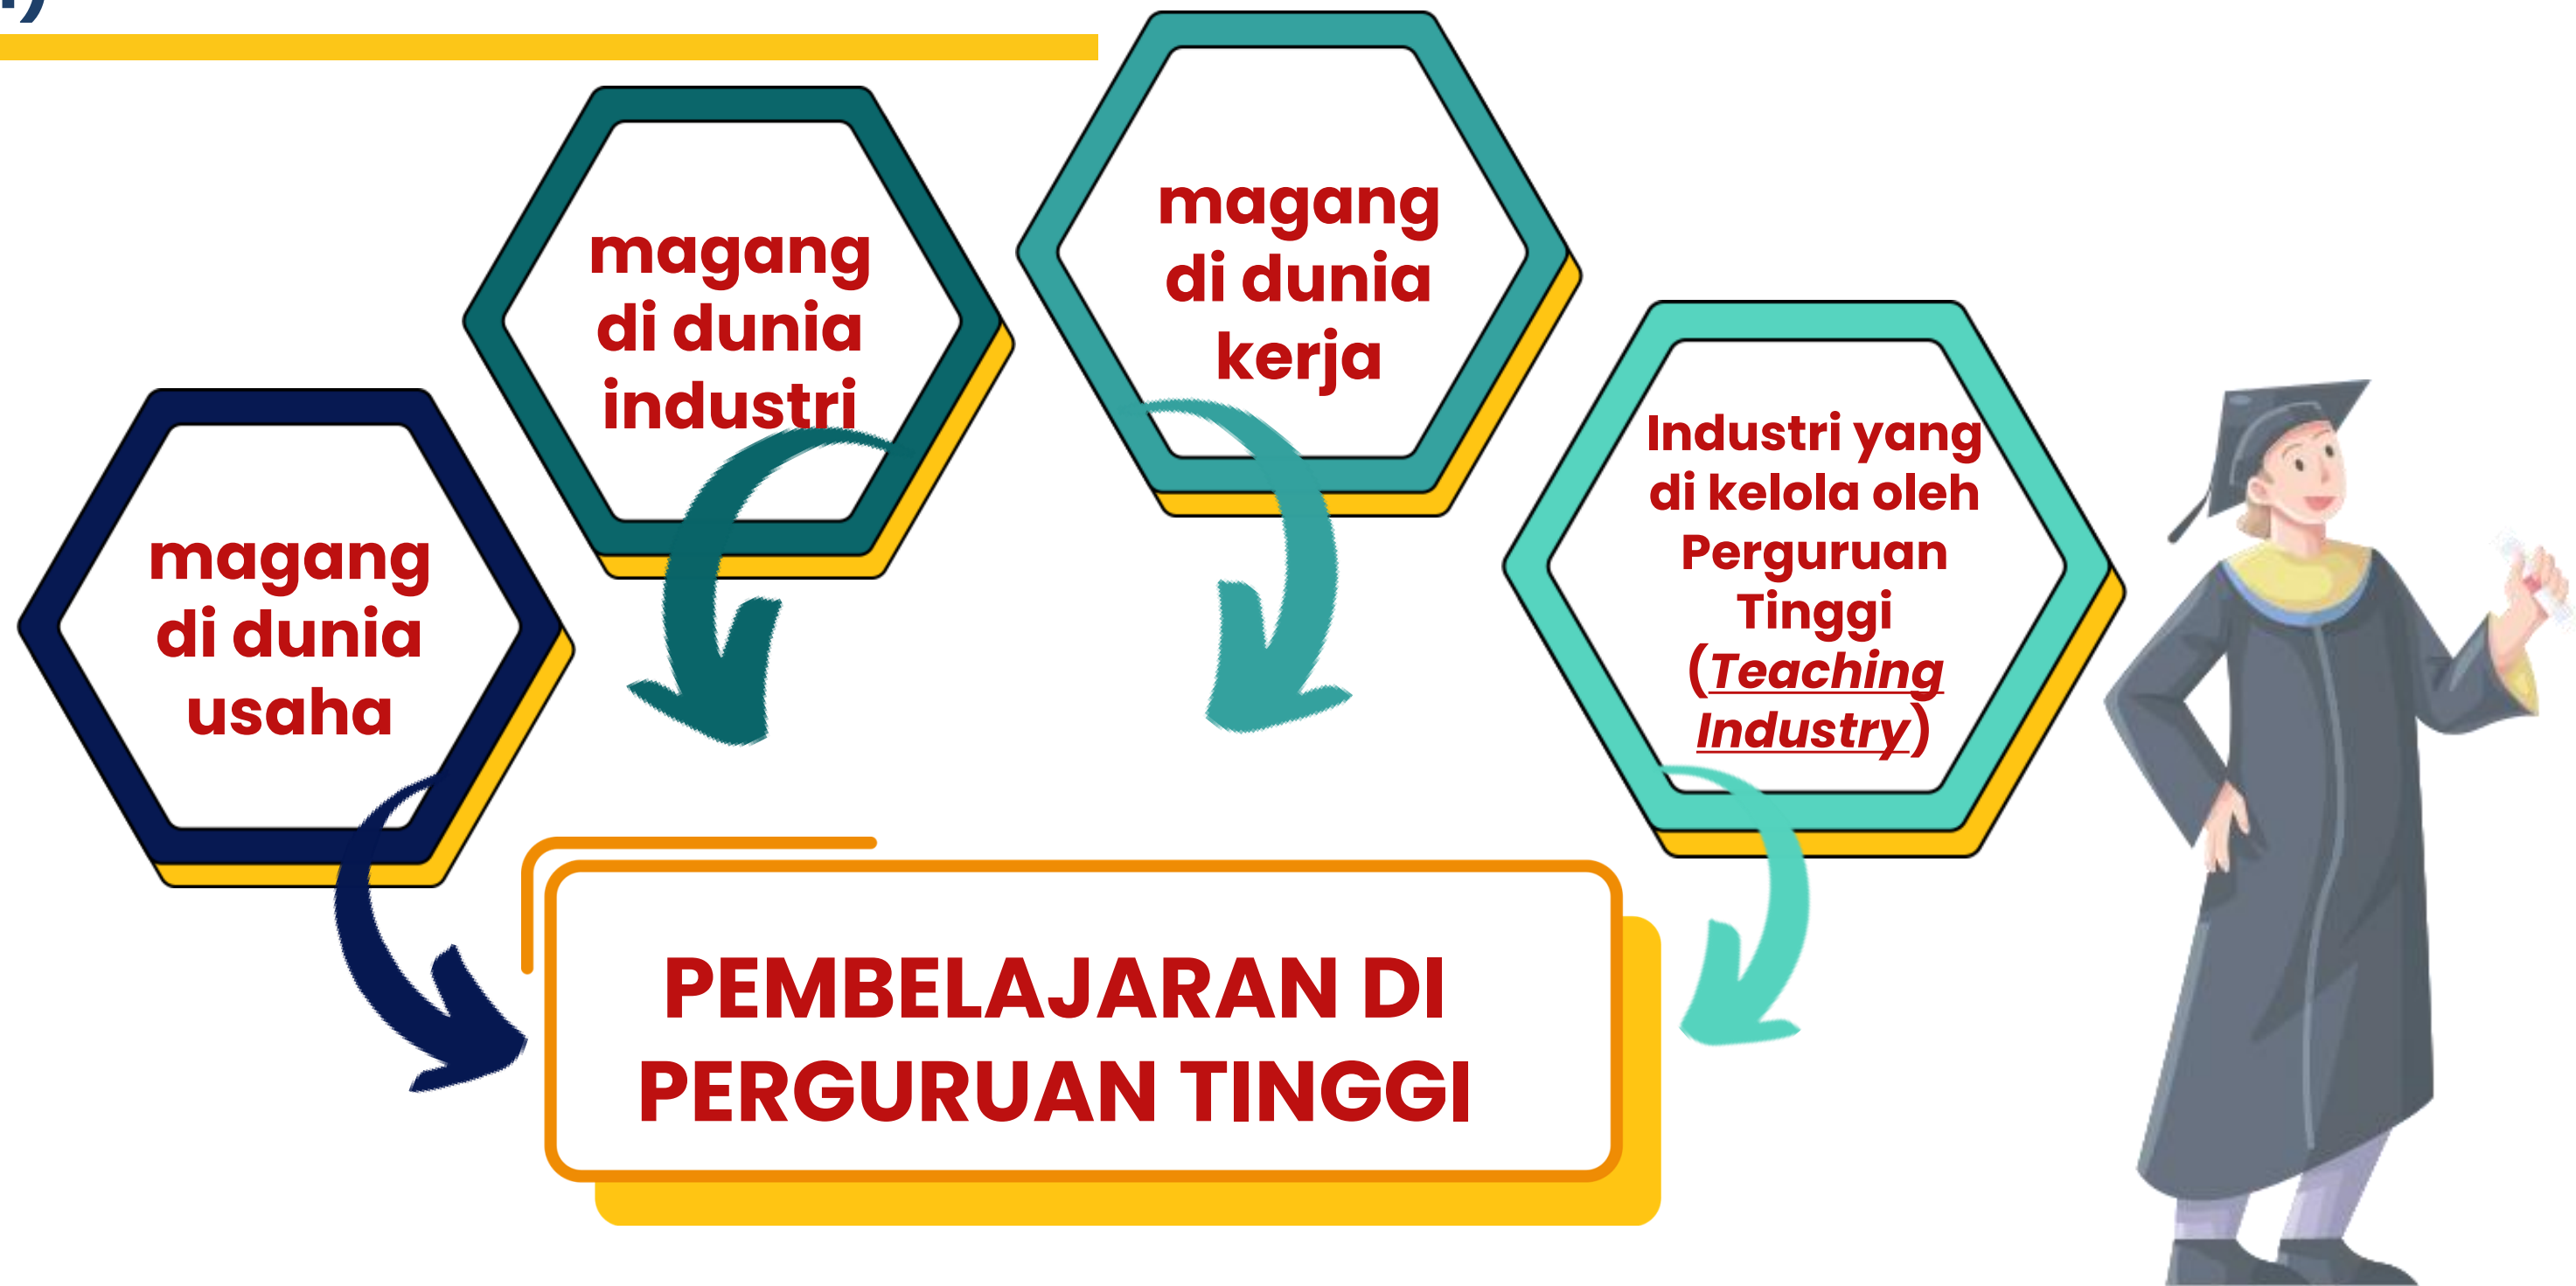 magang
di dunia
usaha
magang
di dunia
industri
magang
di dunia
kerja
Industri yang
di kelola oleh
Perguruan
Tinggi
(Teaching
Industry)
PEMBELAJARAN DI
PERGURUAN TINGGI